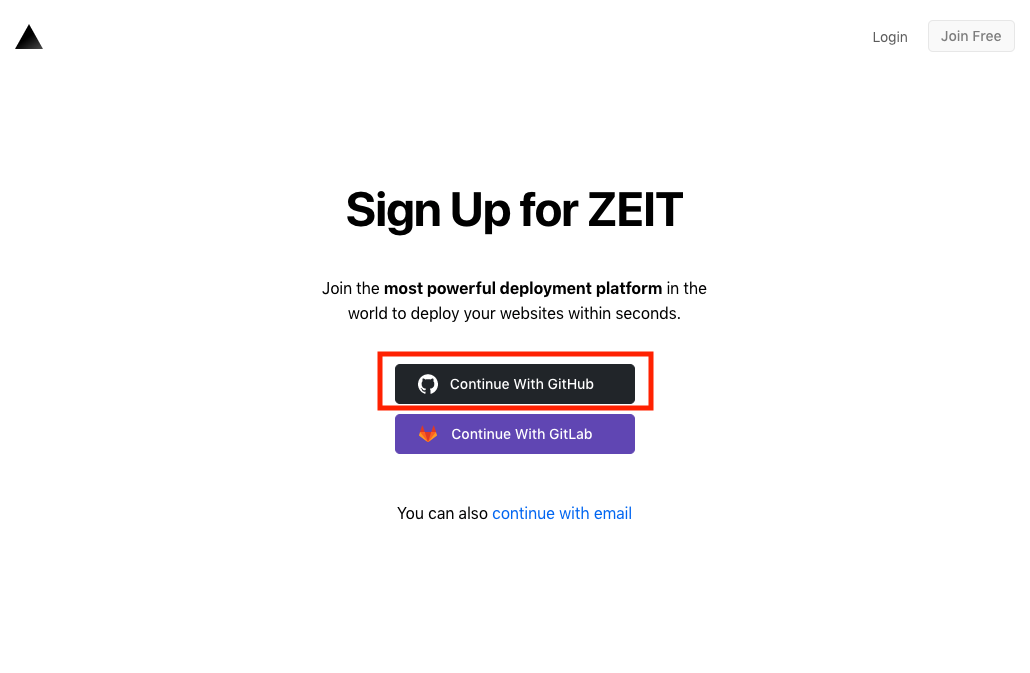 Login
Join Free
Sign Up for ZEIT
Join the most powerful deployment platform in the
world to deploy your websites within seconds.
Continue With GitHub
Continue With GitLab
You can also continue with email